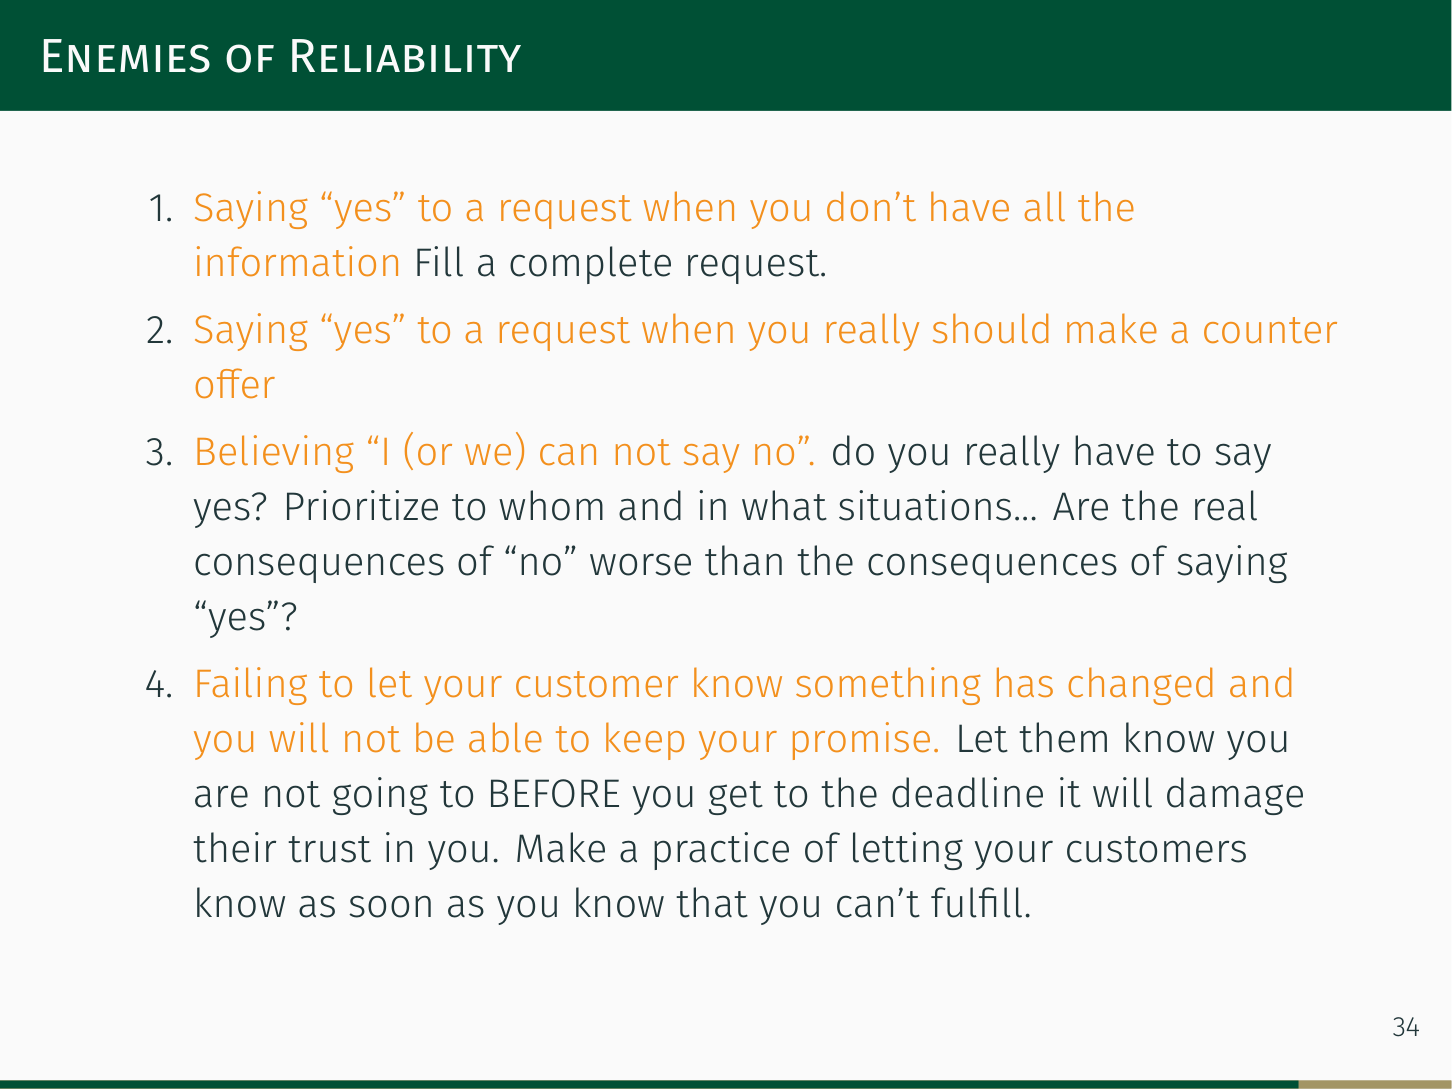 Enemies of Reliability
1. Saying “yes” to a request when you don’t have all the
information Fill a complete request.
2. Saying “yes” to a request when you really should make a counter
offer
3. Believing “I (or we) can not say no”. do you really have to say
yes? Prioritize to whom and in what situations... Are the real
consequences of “no” worse than the consequences of saying
“yes”?
4. Failing to let your customer know something has changed and
you will not be able to keep your promise. Let them know you
are not going to BEFORE you get to the deadline it will damage
their trust in you. Make a practice of letting your customers
know as soon as you know that you can’t fulfill.
34